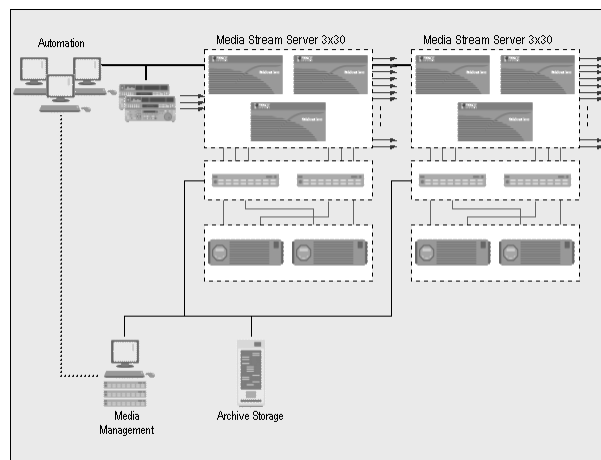 Automation
Media Stream Server 3x30
Media Stream Server 3x30
Media
Management
Archive Storage